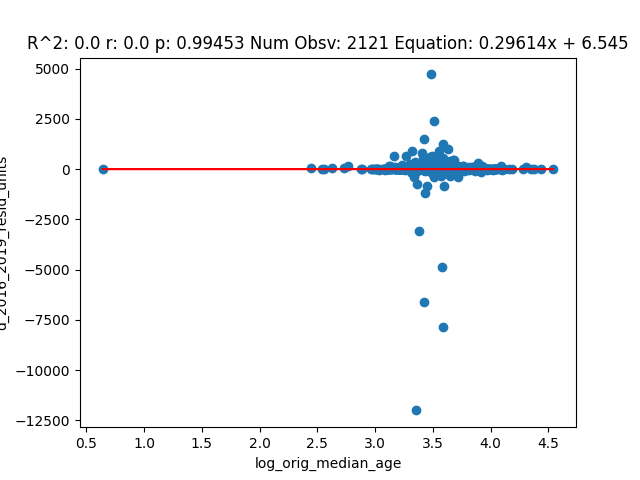 R^2: 0.0 r: 0.0 p: 0.99453 Num Obsv: 2121 Equation: 0.29614x + 6.545
5000
2500
0
−2500
−5000
−7500
−10000
−12500
d_2016_2019_resid_units
0.5 1.0 1.5 2.0 2.5 3.0 3.5 4.0 4.5
log_orig_median_age